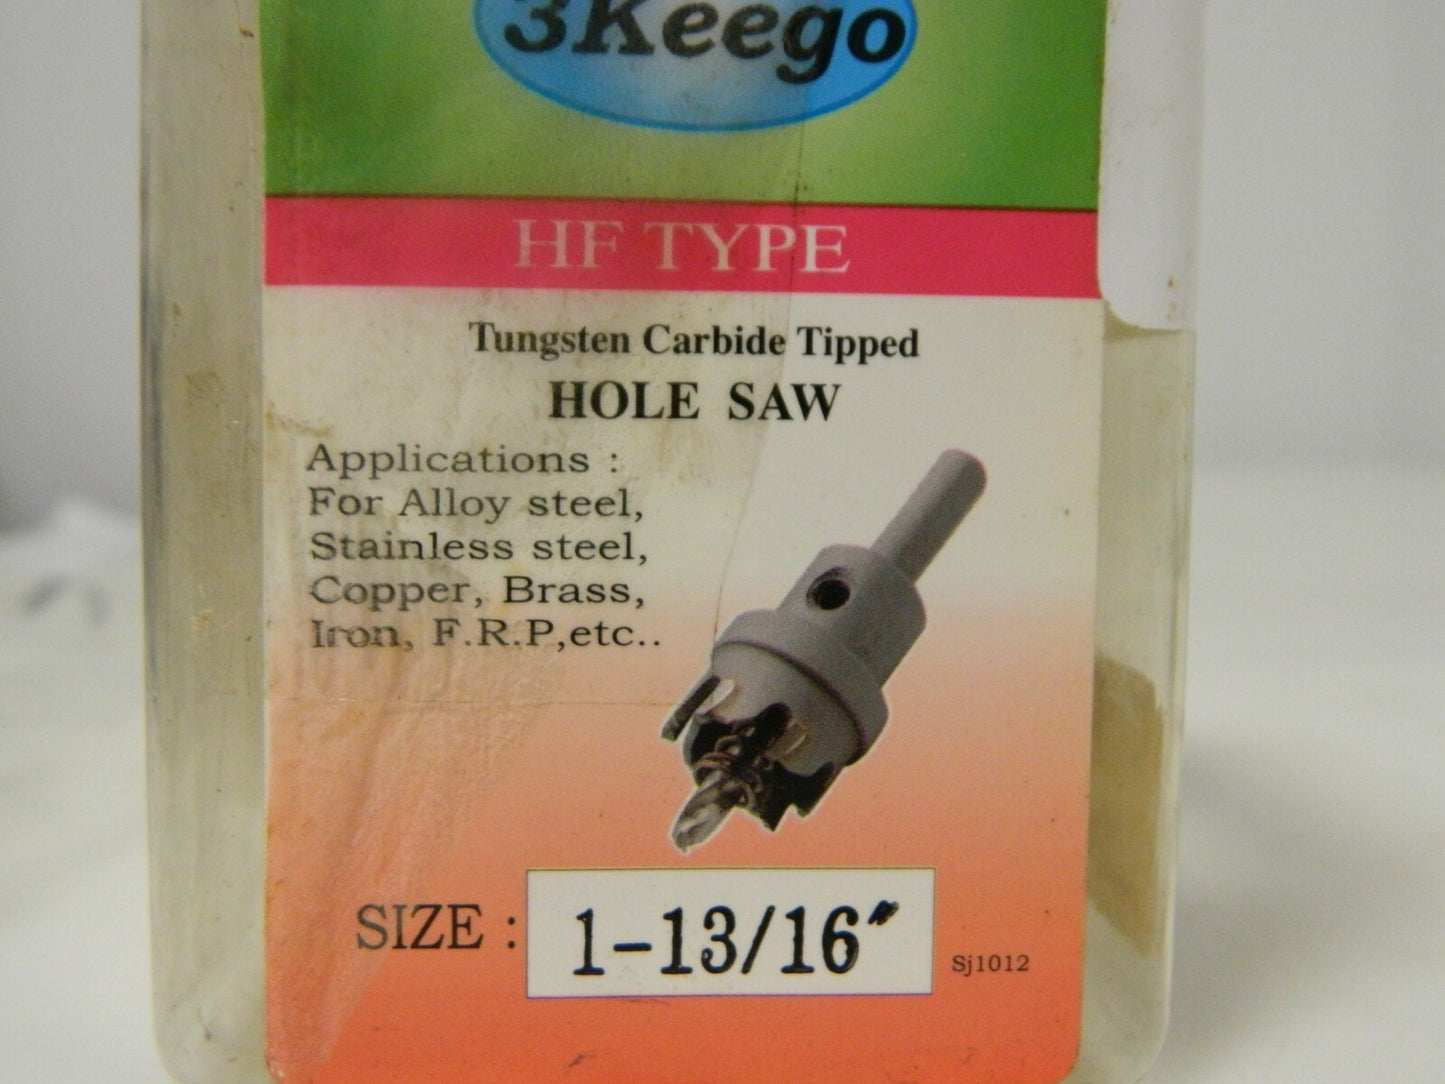 3Keego
HF TYPE
Tungsten Carbide Tipped
HOLE SAW
Applications :
For Alloy steel,
Stainless steel,
Copper, Brass,
Iron, F.R.P,etc..
SIZE : 1-13/16"
Sj1012